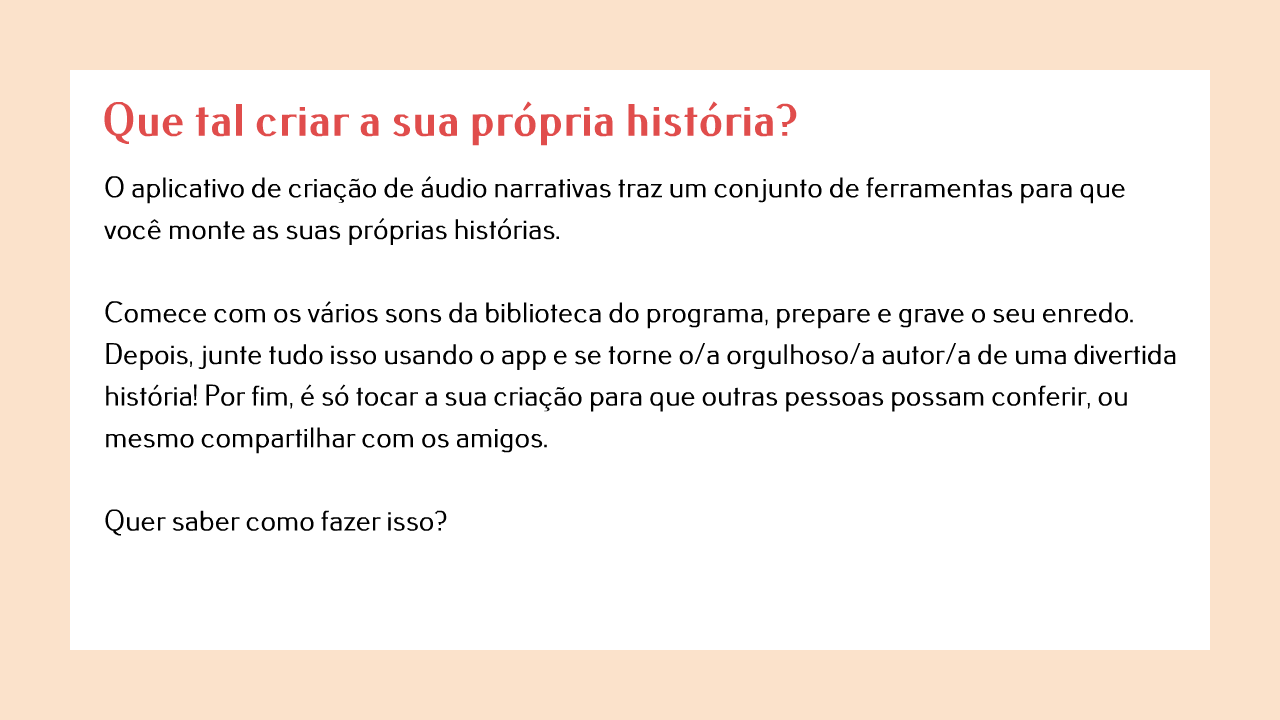 Que tal criar a sua própria história?
O aplicativo de criação de áudio narrativas traz um conjunto de ferramentas para que
você monte as suas próprias histórias.
Comece com os vários sons da biblioteca do programa, prepare e grave o seu enredo.
Depois, junte tudo isso usando o app e se torne o/a orgulhoso/a autor/a de uma divertida
história! Por fim, é só tocar a sua criação para que outras pessoas possam conferir, ou
mesmo compartilhar com os amigos.
Quer saber como fazer isso?